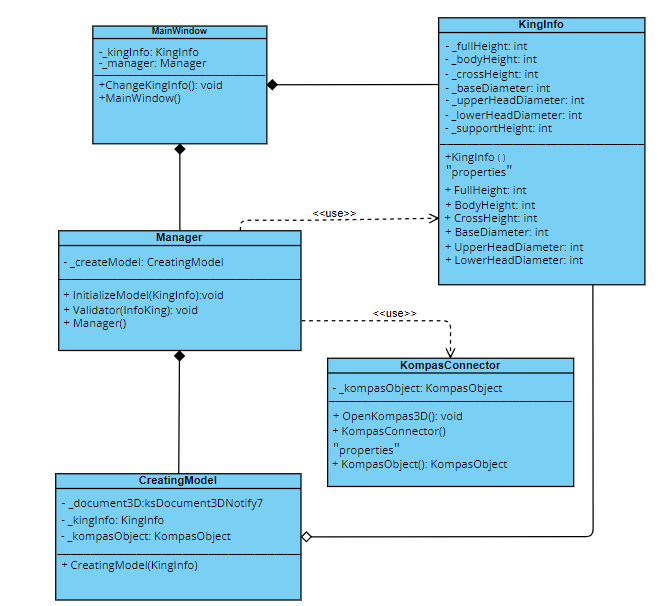 MainWindow
-_kingInfo: KingInfo
-_manager: Manager
+ChangeKingInfo(): void
+MainWindow()
KingInfo
- _fullHeight: int
- _bodyHeight: int
- _crossHeight: int
- _baseDiameter: int
- _upperHeadDiameter: int
- _lowerHeadDiameter: int
- _supportHeight: int
+KingInfo ( )
"properties"
+ FullHeight: int
+ BodyHeight: int
+ CrossHeight: int
+ BaseDiameter: int
+ UpperHeadDiameter: int
+ LowerHeadDiameter: int
<<use>>
Manager
- _createModel: CreatingModel
+ InitializeModel(KingInfo):void
+ Validator(InfoKing): void
+ Manager()
<<use>>
KompasConnector
- _kompasObject: KompasObject
+ OpenKompas3D(): void
+ KompasConnector()
"properties"
+ KompasObject(): KompasObject
CreatingModel
- _document3D:ksDocument3DNotify7
- _kingInfo: KingInfo
- _kompasObject: KompasObject
+ CreatingModel(KingInfo)